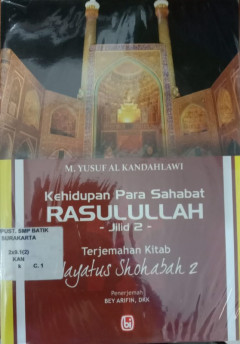 M. YUSUF AL KANDAHLAWI
Kehidupan Para Sahabat
RASULULLAH
- Jilid 2 -
Terjemahan Kitab
Hayatus Shohabah 2
Penerjemah
BEY ARIFIN, DKK
PUST. SMP BATIK
SURAKARTA
KAN
k C. 1